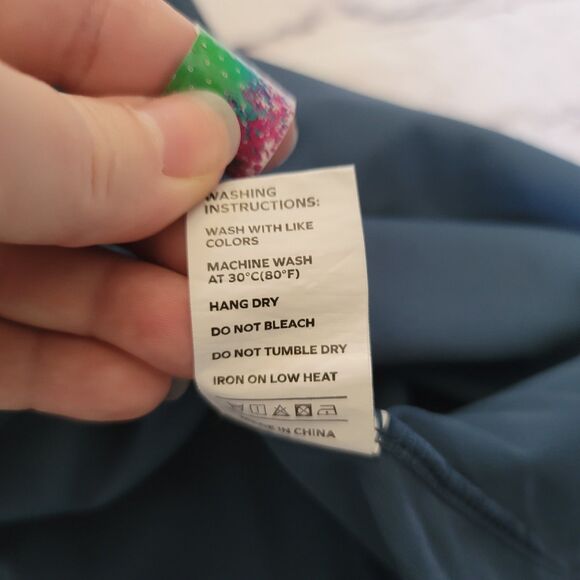 WASHING
INSTRUCTIONS:
WASH WITH LIKE
COLORS
MACHINE WASH
AT 30°C(80°F)
HANG DRY
DO NOT BLEACH
DO NOT TUMBLE DRY
IRON ON LOW HEAT
IN CHINA